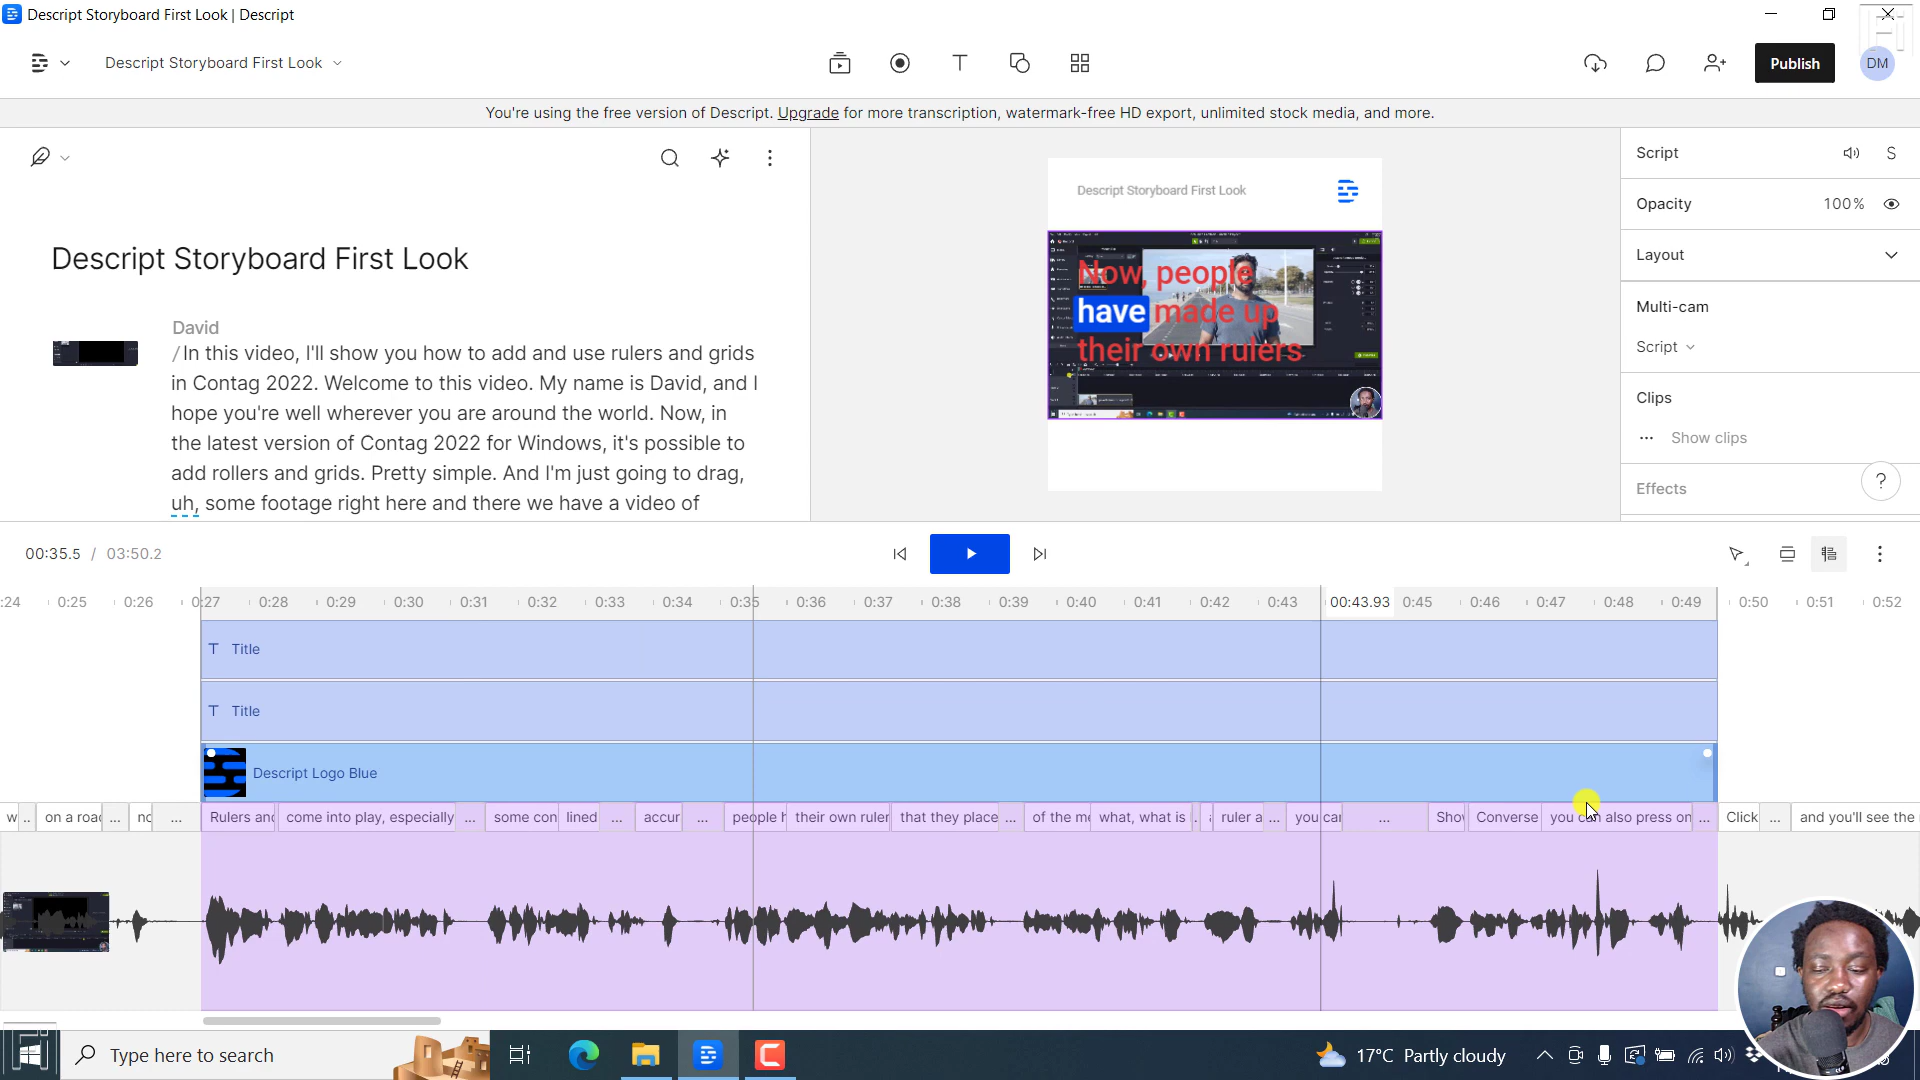 Descript Storyboard First Look | Descript
Descript Storyboard First Look
T
Publish
DM
You're using the free version of Descript. Upgrade for more transcription, watermark-free HD export, unlimited stock media, and more.
Descript Storyboard First Look
David
/In this video, I'll show you how to add and use rulers and grids
in Contag 2022. Welcome to this video. My name is David, and I
hope you're well wherever you are around the world. Now, in
the latest version of Contag 2022 for Windows, it's possible to
add rollers and grids. Pretty simple. And I'm just going to drag,
uh, some footage right here and there we have a video of
Descript Storyboard First Look
Now, people
have made up
their own rulers
Script
S
Opacity
100%
Layout
Multi-cam
Script
Clips
... Show clips
Effects
?
00:35.5 / 03:50.2
:24 0:25 0:26 0:27 0:28 0:29 0:30 0:31 0:32 0:33 0:34 0:35 0:36 0:37 0:38 0:39 0:40 0:41 0:42 0:43 00:43.93 0:45 0:46 0:47 0:48 0:49 0:50 0:51 0:52
T Title
T Title
Descript Logo Blue
w .. on a road ... ... Rulers and come into play, especially ... some con lined ... accur ... people h their own ruler that they place ... of the mo what, what is . ruler a ... you can ... Show Converse you can also press on ... Click ... and you'll see the
Type here to search
17°C Partly cloudy